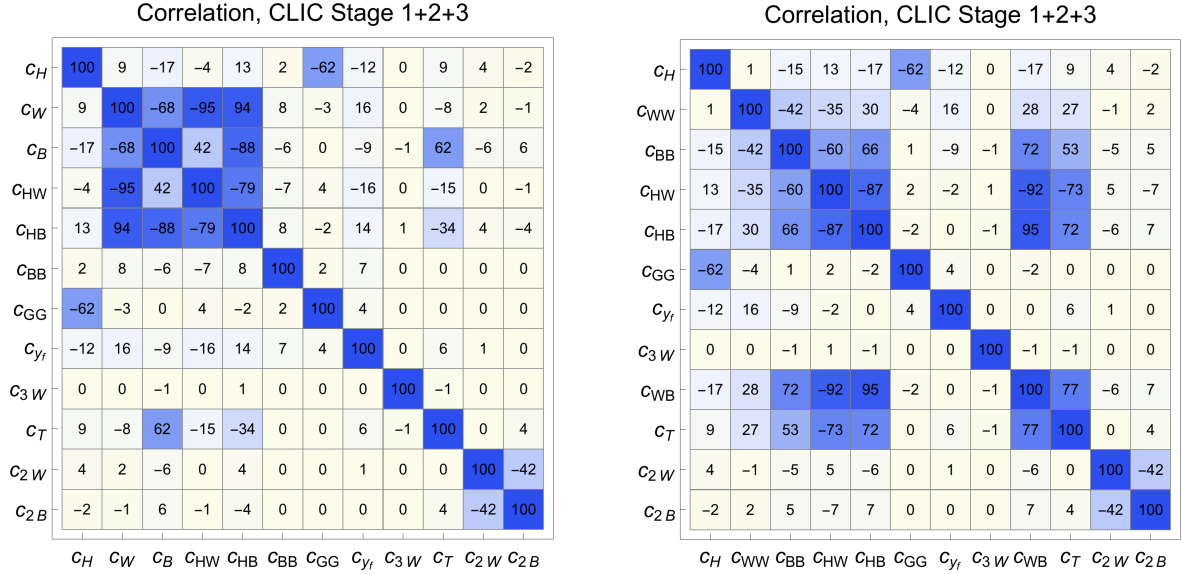 Correlation, CLIC Stage 1+2+3
c_H 100 9 −17 −4 13 2 −62 −12 0 9 4 −2
c_W 9 100 −68 −95 94 8 −3 16 0 −8 2 −1
c_B −17 −68 100 42 −88 −6 0 −9 −1 62 −6 6
c_HW −4 −95 42 100 −79 −7 4 −16 0 −15 0 −1
c_HB 13 94 −88 −79 100 8 −2 14 1 −34 4 −4
c_BB 2 8 −6 −7 8 100 2 7 0 0 0 0
c_GG −62 −3 0 4 −2 2 100 4 0 0 0 0
c_yf −12 16 −9 −16 14 7 4 100 0 6 1 0
c_3W 0 0 −1 0 1 0 0 0 100 −1 0 0
c_T 9 −8 62 −15 −34 0 0 6 −1 100 0 4
c_2W 4 2 −6 0 4 0 0 1 0 0 100 −42
c_2B −2 −1 6 −1 −4 0 0 0 0 4 −42 100
c_H c_W c_B c_HW c_HB c_BB c_GG c_yf c_3W c_T c_2W c_2B
Correlation, CLIC Stage 1+2+3
c_H 100 1 −15 13 −17 −62 −12 0 −17 9 4 −2
c_WW 1 100 −42 −35 30 −4 16 0 28 27 −1 2
c_BB −15 −42 100 −60 66 1 −9 −1 72 53 −5 5
c_HW 13 −35 −60 100 −87 2 −2 1 −92 −73 5 −7
c_HB −17 30 66 −87 100 −2 0 −1 95 72 −6 7
c_GG −62 −4 1 2 −2 100 4 0 −2 0 0 0
c_yf −12 16 −9 −2 0 4 100 0 0 6 1 0
c_3W 0 0 −1 1 −1 0 0 100 −1 −1 0 0
c_WB −17 28 72 −92 95 −2 0 −1 100 77 −6 7
c_T 9 27 53 −73 72 0 6 −1 77 100 0 4
c_2W 4 −1 −5 5 −6 0 1 0 −6 0 100 −42
c_2B −2 2 5 −7 7 0 0 0 7 4 −42 100
c_H c_WW c_BB c_HW c_HB c_GG c_yf c_3W c_WB c_T c_2W c_2B